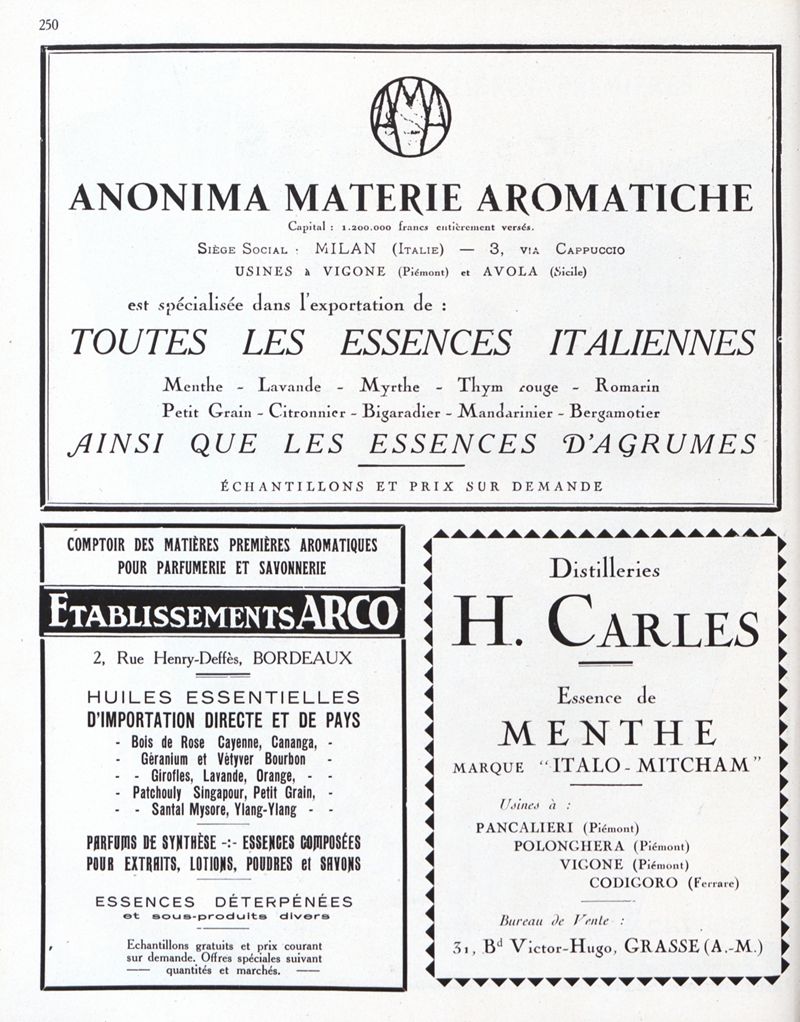 250
ANONIMA MATERIE AROMATICHE
Capital : 1.200.000 francs entièrement versés.
SIÈGE SOCIAL : MILAN (ITALIE) — 3, VIA CAPPUCCIO
USINES à VIGONE (Piémont) et AVOLA (Sicile)
est spécialisée dans l'exportation de :
TOUTES LES ESSENCES ITALIENNES
Menthe - Lavande - Myrthe - Thym rouge - Romarin
Petit Grain - Citronnier - Bigaradier - Mandarinier - Bergamotier
AINSI QUE LES ESSENCES D'AGRUMES
ÉCHANTILLONS ET PRIX SUR DEMANDE
COMPTOIR DES MATIÈRES PREMIÈRES AROMATIQUES
POUR PARFUMERIE ET SAVONNERIE
ETABLISSEMENTS ARCO
2, Rue Henry-Deffès, BORDEAUX
HUILES ESSENTIELLES
D'IMPORTATION DIRECTE ET DE PAYS
- Bois de Rose Cayenne, Cananga, -
- Géranium et Vétyver Bourbon -
- - Girofles, Lavande, Orange, - -
- Patchouly Singapour, Petit Grain, -
- - Santal Mysore, Ylang-Ylang - -
PARFUMS DE SYNTHÈSE -:- ESSENCES COMPOSÉES
POUR EXTRAITS, LOTIONS, POUDRES et SAVONS
ESSENCES DÉTERPÉNÉES
et sous-produits divers
Echantillons gratuits et prix courant
sur demande. Offres spéciales suivant
—— quantités et marchés. ——
Distilleries
H. CARLES
Essence de
MENTHE
MARQUE "ITALO-MITCHAM"
Usines à :
PANCALIERI (Piémont)
POLONGHERA (Piémont)
VIGONE (Piémont)
CODIGORO (Ferrare)
Bureau de Vente :
31, Bd Victor-Hugo, GRASSE (A.-M.)